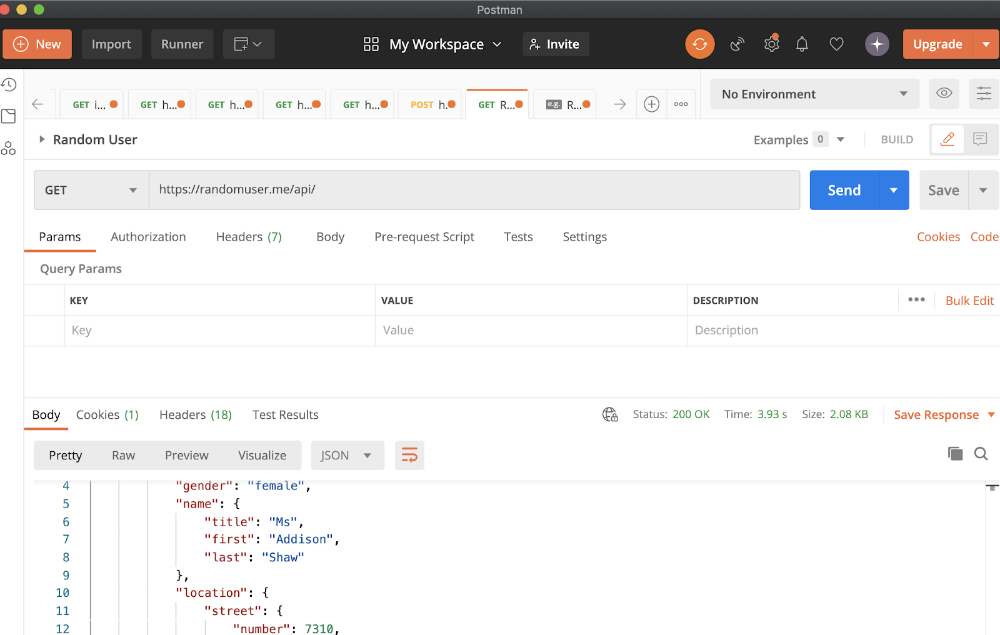 Postman
New Import Runner My Workspace Invite Upgrade
GET i... GET h... GET h... GET h... GET h... POST h. GET R... e.g. R... ooo No Environment
Random User Examples 0 BUILD
GET https://randomuser.me/api/ Send Save
Params Authorization Headers (7) Body Pre-request Script Tests Settings Cookies Code
Query Params
KEY VALUE DESCRIPTION ••• Bulk Edit
Key Value Description
Body Cookies (1) Headers (18) Test Results Status: 200 OK Time: 3.93 s Size: 2.08 KB Save Response
Pretty Raw Preview Visualize JSON
4 "gender": "female",
5 "name": {
6 "title": "Ms",
7 "first": "Addison",
8 "last": "Shaw"
9 },
10 "location": {
11 "street": {
12 "number": 7310,